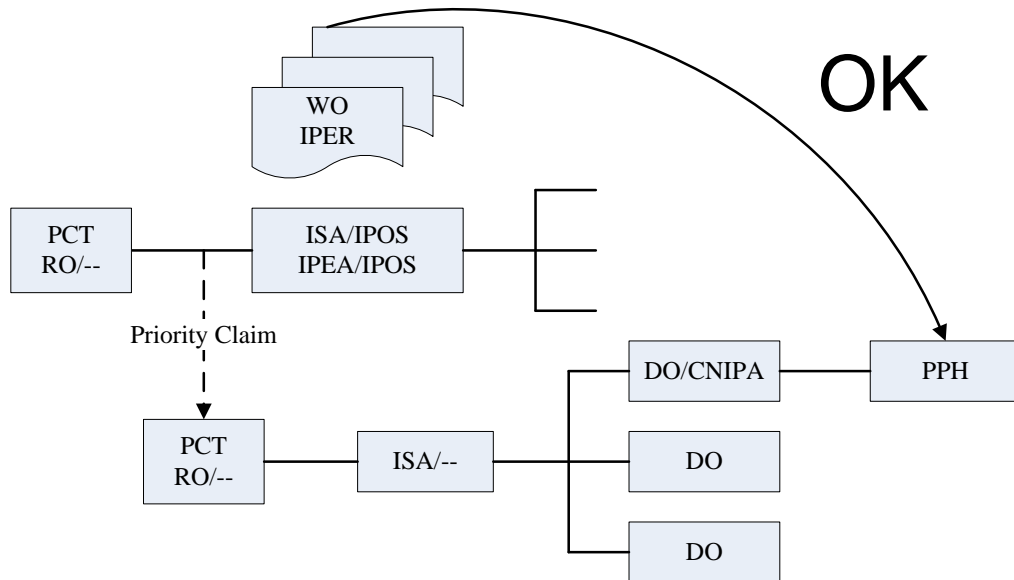 OK
WO
IPER
PCT
RO/--
ISA/IPOS
IPEA/IPOS
Priority Claim
DO/CNIPA
PPH
PCT
RO/--
ISA/--
DO
DO